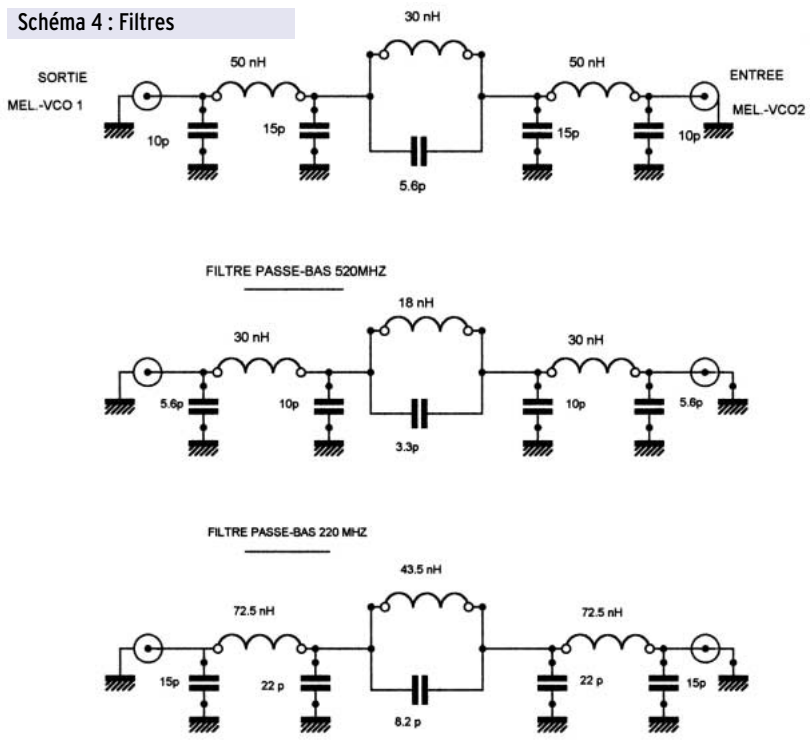 Schéma 4 : Filtres
30 nH
50 nH
50 nH
SORTIE
MEL.-VCO 1
ENTREE
MEL.-VCO2
10p
15p
15p
10p
5.6p
FILTRE PASSE-BAS 520MHZ
18 nH
30 nH
30 nH
5.6p
10p
10p
5.6p
3.3p
FILTRE PASSE-BAS 220 MHZ
43.5 nH
72.5 nH
72.5 nH
15p
22 p
22 p
15p
8.2 p